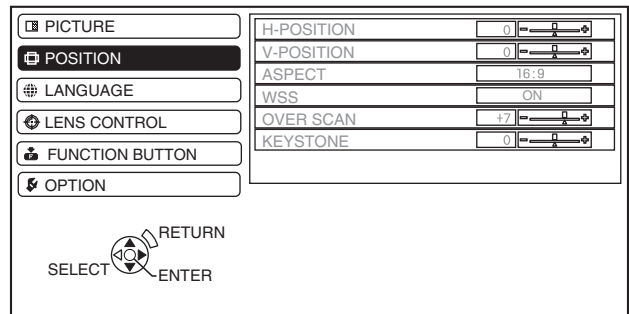 PICTURE
POSITION
LANGUAGE
LENS CONTROL
FUNCTION BUTTON
OPTION
H-POSITION 0
V-POSITION 0
ASPECT 16:9
WSS ON
OVER SCAN +7
KEYSTONE 0
RETURN
SELECT
ENTER